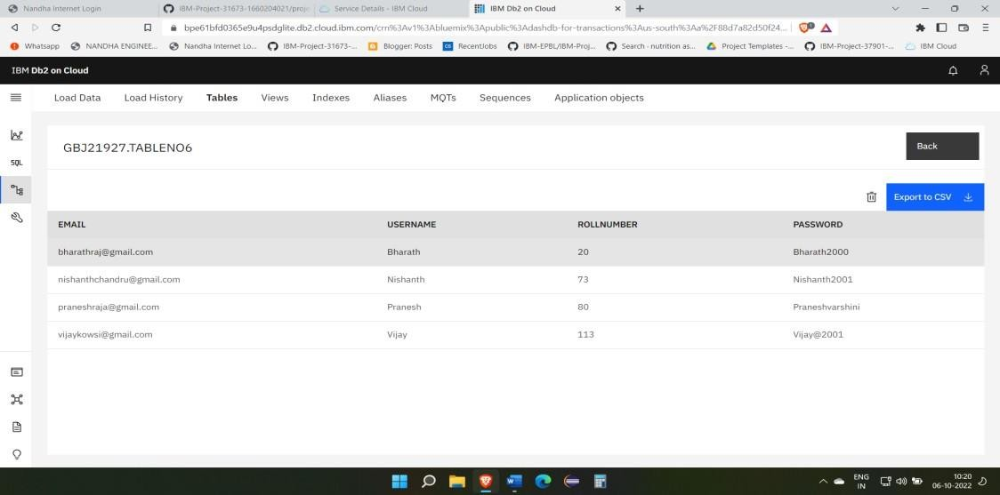 Nandha Internet Login
IBM-Project-31673-1660204021/proje
Service Details - IBM Cloud
IBM Db2 on Cloud
bpe61bfd0365e9u4psdglite.db2.cloud.ibm.com/crn%3Av1%3Abluemix%3Apublic%3Adashdb-for-transactions%3Aus-south%3Aa%2F88d7a82d50f24...
Whatsapp
NANDHA ENGINEE...
Nandha Internet Lo...
IBM-Project-31673-...
Blogger: Posts
RecentJobs
IBM-EPBL/IBM-Proj...
Search - nutrition as...
Project Templates -...
IBM-Project-37901-...
IBM Cloud
IBM Db2 on Cloud
Load Data Load History Tables Views Indexes Aliases MQTs Sequences Application objects
SQL
GBJ21927.TABLENO6
Back
Export to CSV
EMAIL USERNAME ROLLNUMBER PASSWORD
bharathraj@gmail.com Bharath 20 Bharath2000
nishanthchandru@gmail.com Nishanth 73 Nishanth2001
praneshraja@gmail.com Pranesh 80 Praneshvarshini
vijaykowsi@gmail.com Vijay 113 Vijay@2001
ENG
IN
10:20
06-10-2022